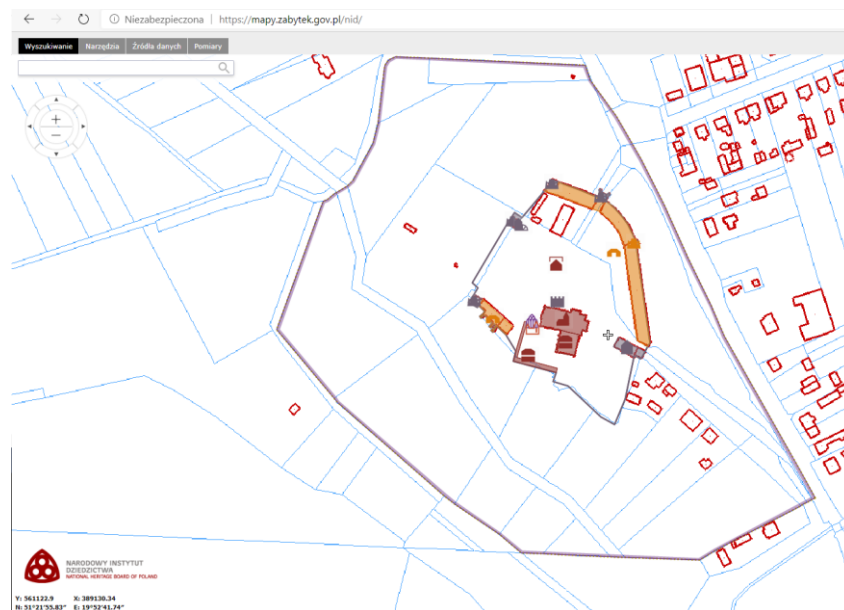 Niezabezpieczona | https://mapy.zabytek.gov.pl/nid/
Wyszukiwanie Narzędzia Źródła danych Pomiary
NARODOWY INSTYTUT
DZIEDZICTWA
NATIONAL HERITAGE BOARD OF POLAND
Y: 561122.9 X: 389130.34
N: 51°21'55.83" E: 19°52'41.74"